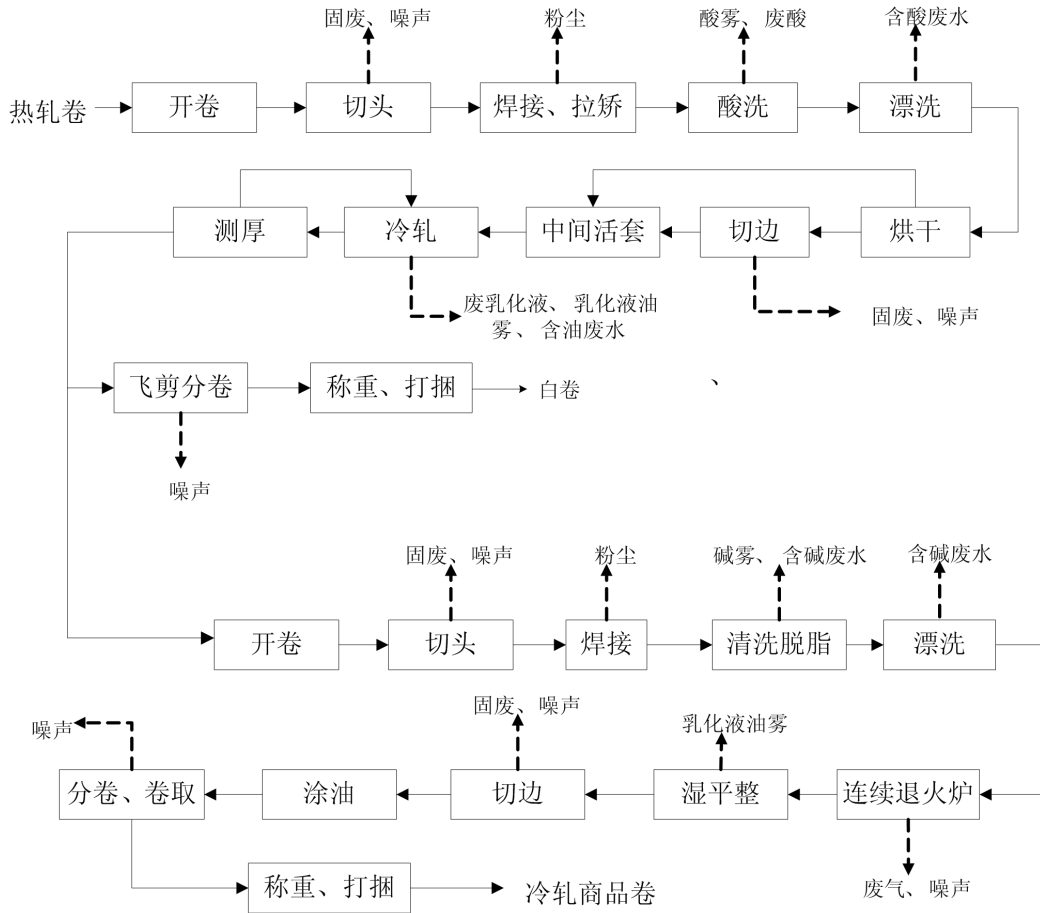 固废、噪声
粉尘
酸雾、废酸
含酸废水
热轧卷
开卷
切头
焊接、拉矫
酸洗
漂洗
测厚
冷轧
中间活套
切边
烘干
废乳化液、乳化液油
雾、含油废水
固废、噪声
飞剪分卷
称重、打捆
白卷
、
噪声
固废、噪声
粉尘
碱雾、含碱废水
含碱废水
开卷
切头
焊接
清洗脱脂
漂洗
噪声
固废、噪声
乳化液油雾
分卷、卷取
涂油
切边
湿平整
连续退火炉
称重、打捆
冷轧商品卷
废气、噪声